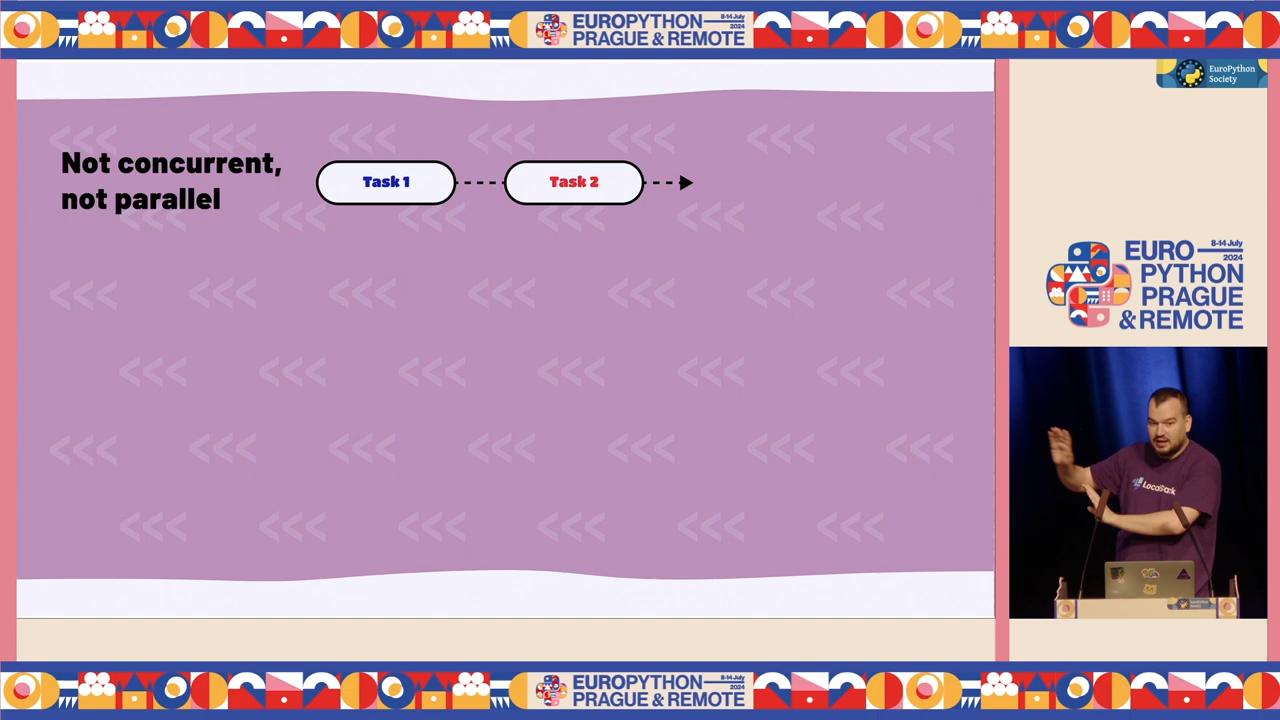 EUROPYTHON
8-14 July
2024
PRAGUE & REMOTE
EuroPython
Society
Not concurrent,
not parallel
Task 1
Task 2
EURO
8-14 July
2024
PYTHON
PRAGUE
& REMOTE
EUROPYTHON
8-14 July
2024
PRAGUE & REMOTE